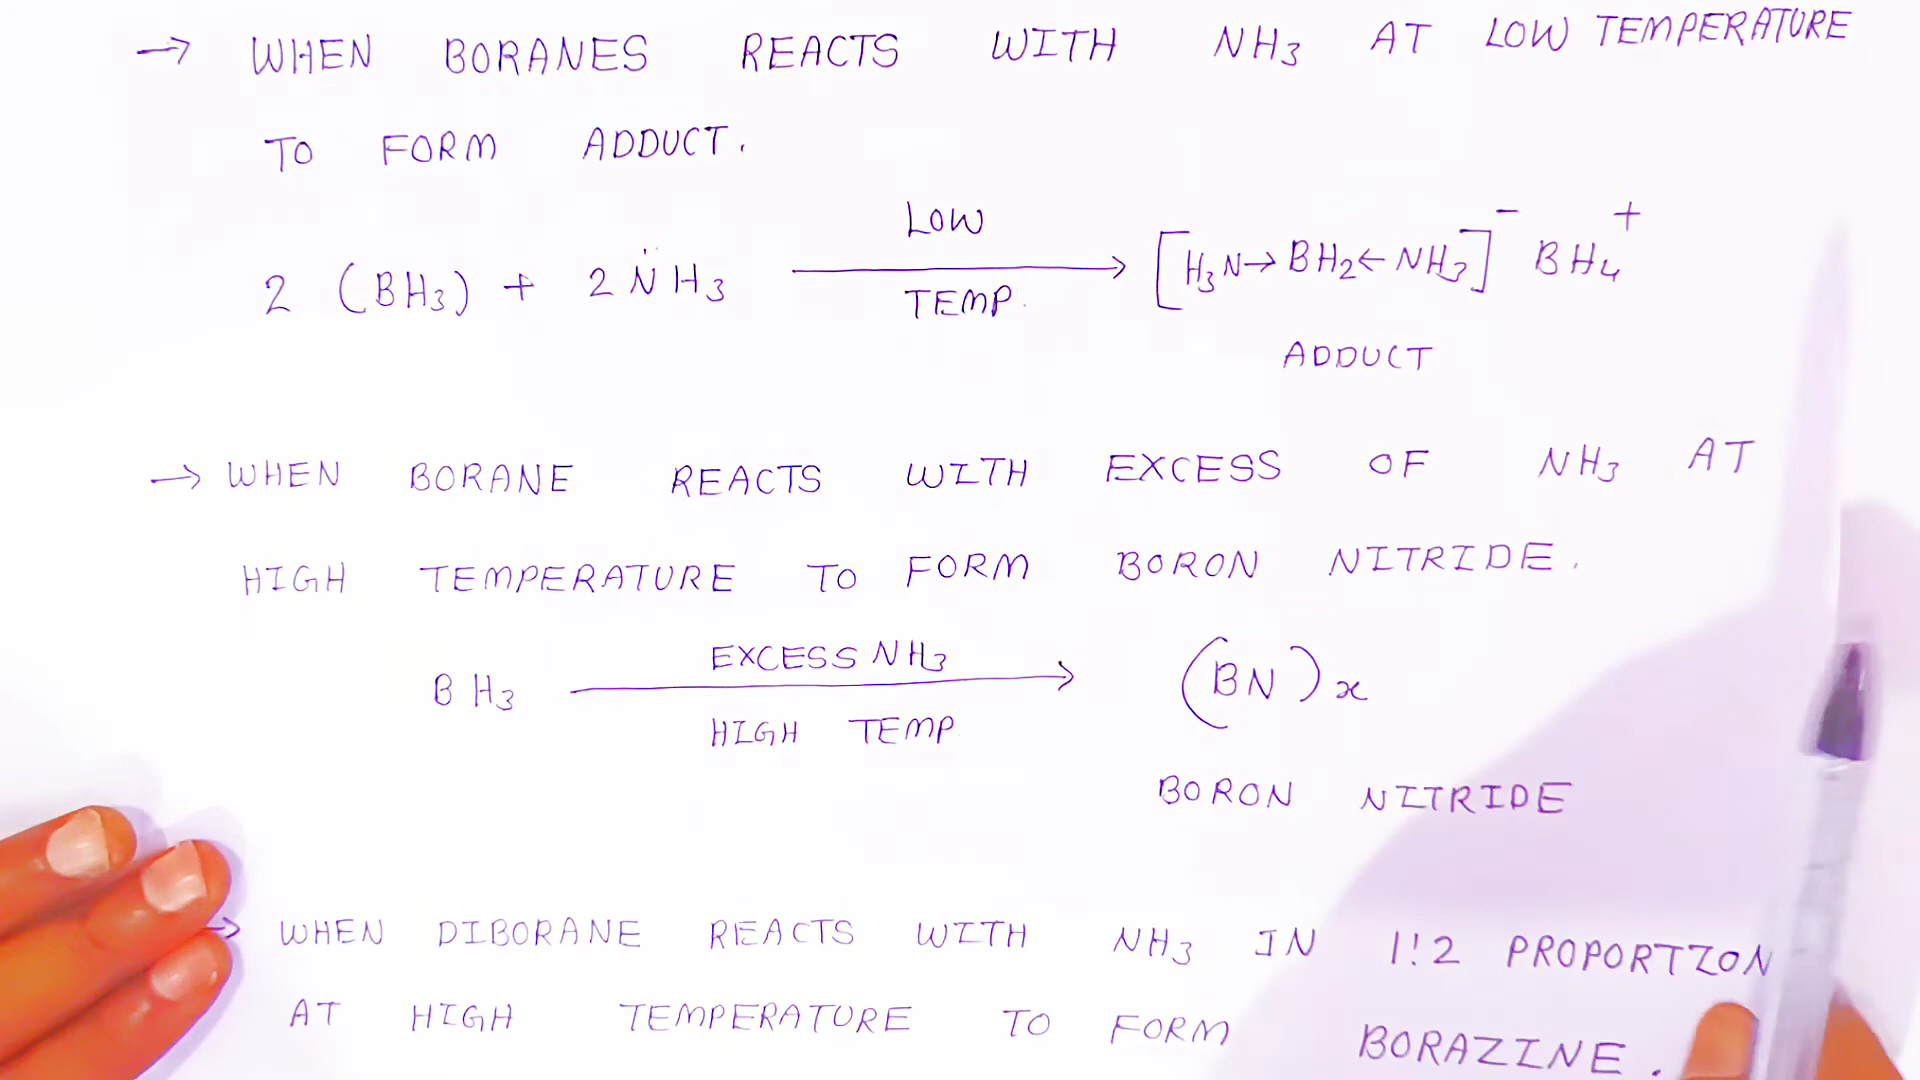 → WHEN BORANES REACTS WITH NH3 AT LOW TEMPERATURE
TO FORM ADDUCT.
2 (BH3) + 2 NH3 LOW TEMP. → [H3N→BH2←NH3]⁻ BH4⁺
ADDUCT
→ WHEN BORANE REACTS WITH EXCESS OF NH3 AT
HIGH TEMPERATURE TO FORM BORON NITRIDE.
BH3 EXCESS NH3 HIGH TEMP → (BN)x
BORON NITRIDE
→ WHEN DIBORANE REACTS WITH NH3 IN 1:2 PROPORTION
AT HIGH TEMPERATURE TO FORM BORAZINE.